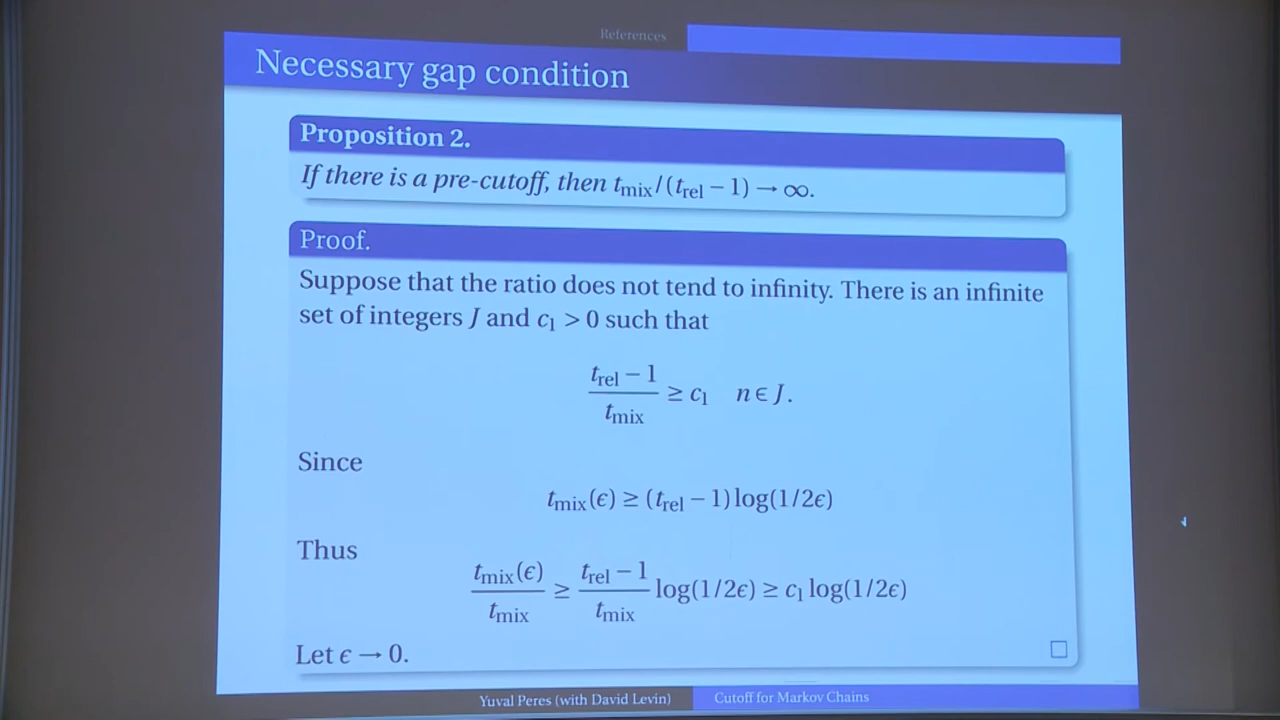 References
Necessary gap condition
Proposition 2.
If there is a pre-cutoff, then t_mix/(t_rel − 1) → ∞.
Proof.
Suppose that the ratio does not tend to infinity. There is an infinite
set of integers J and c₁ > 0 such that
(t_rel − 1)/t_mix ≥ c₁ n ∈ J.
Since
t_mix(ϵ) ≥ (t_rel − 1) log(1/2ϵ)
Thus
t_mix(ϵ)/t_mix ≥ (t_rel − 1)/t_mix log(1/2ϵ) ≥ c₁ log(1/2ϵ)
Let ϵ → 0.
□
Yuval Peres (with David Levin) Cutoff for Markov Chains